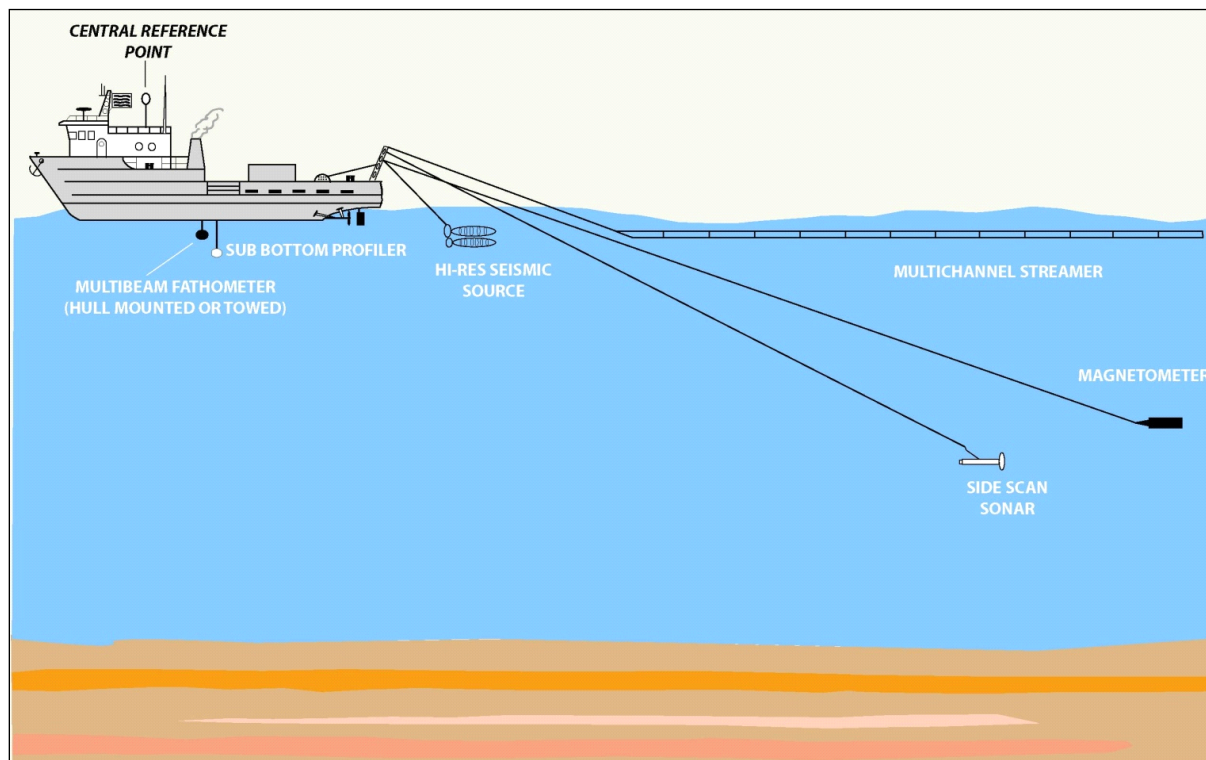 CENTRAL REFERENCE
POINT
SUB BOTTOM PROFILER
MULTIBEAM FATHOMETER
(HULL MOUNTED OR TOWED)
HI-RES SEISMIC
SOURCE
MULTICHANNEL STREAMER
MAGNETOMETER
SIDE SCAN
SONAR